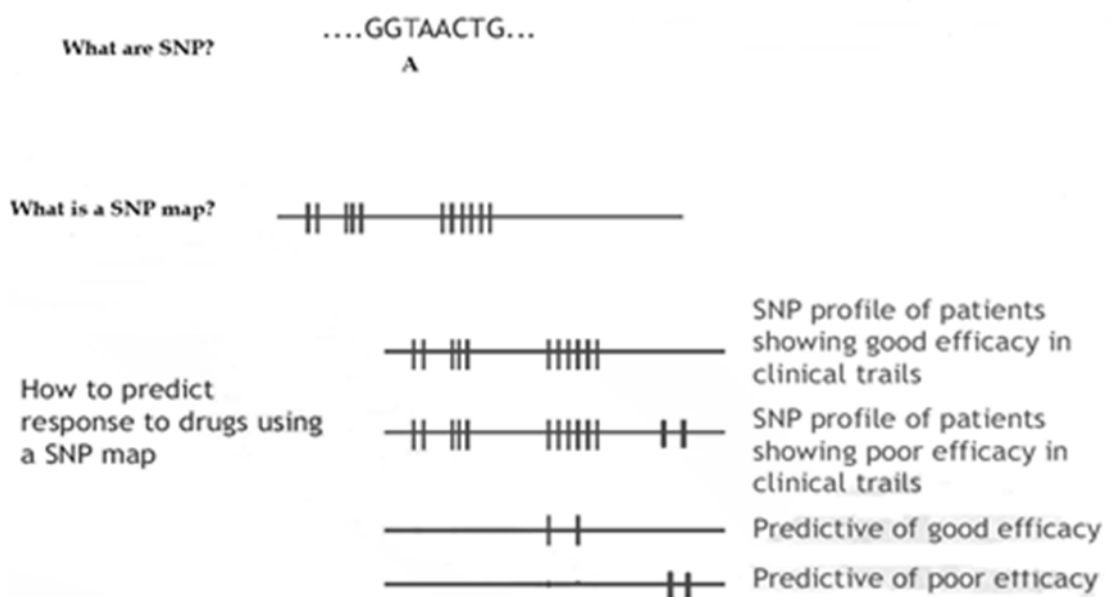 What are SNP?
....GGTAACTG...
A
What is a SNP map?
How to predict
response to drugs using
a SNP map
SNP profile of patients
showing good efficacy in
clinical trails
SNP profile of patients
showing poor efficacy in
clinical trails
Predictive of good efficacy
Predictive of poor efficacy